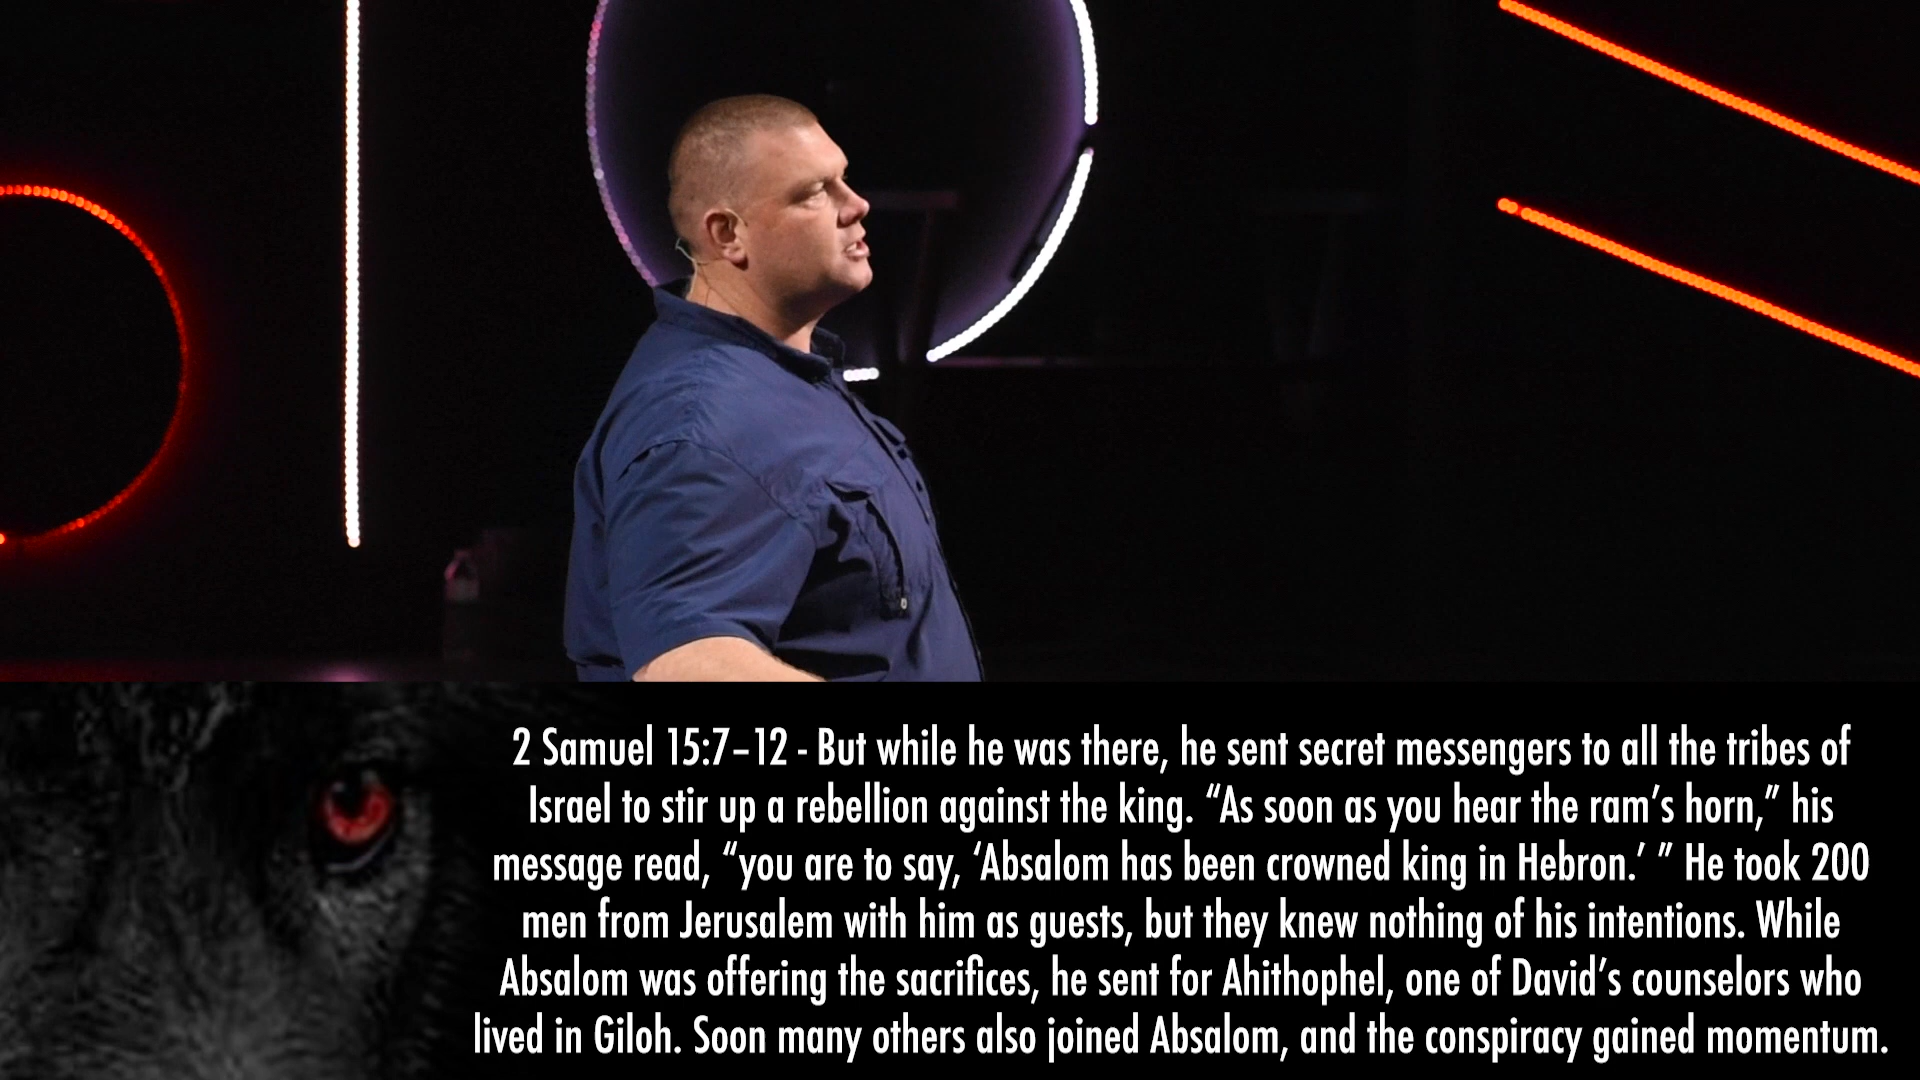 2 Samuel 15:7–12 - But while he was there, he sent secret messengers to all the tribes of
Israel to stir up a rebellion against the king. “As soon as you hear the ram’s horn,” his
message read, “you are to say, ‘Absalom has been crowned king in Hebron.’ ” He took 200
men from Jerusalem with him as guests, but they knew nothing of his intentions. While
Absalom was offering the sacrifices, he sent for Ahithophel, one of David’s counselors who
lived in Giloh. Soon many others also joined Absalom, and the conspiracy gained momentum.